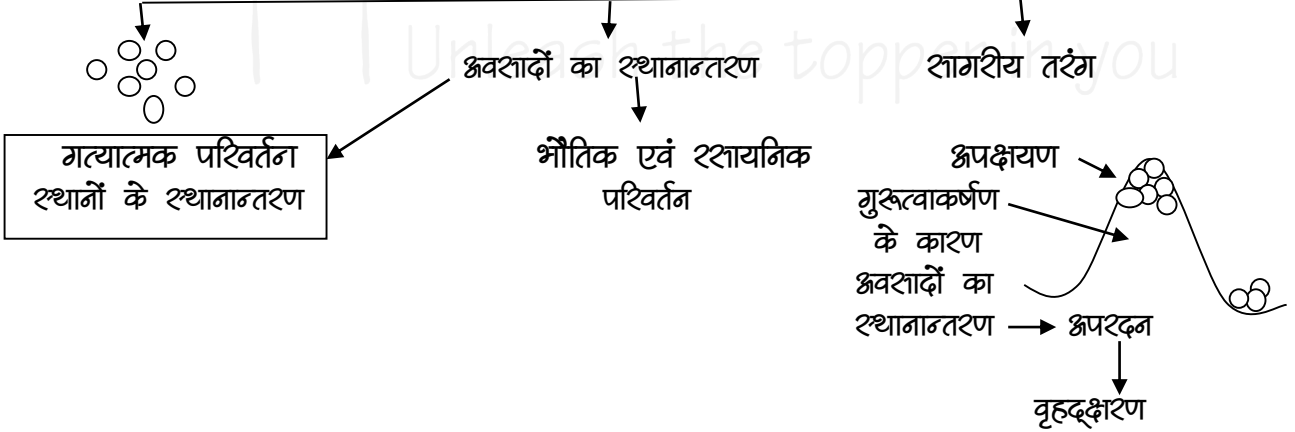 Unleash the topper in you
अवसादों का स्थानान्तरण
सागरीय तरंग
गत्यात्मक परिवर्तना
स्थानों के स्थानान्तरण
भौतिक एवं रसायनिक
परिवर्तन
अपक्षयण
गुरूत्वाकर्षण
के कारण
अवसादों का
स्थानान्तरण
अपरदन
वृहद्क्षरण